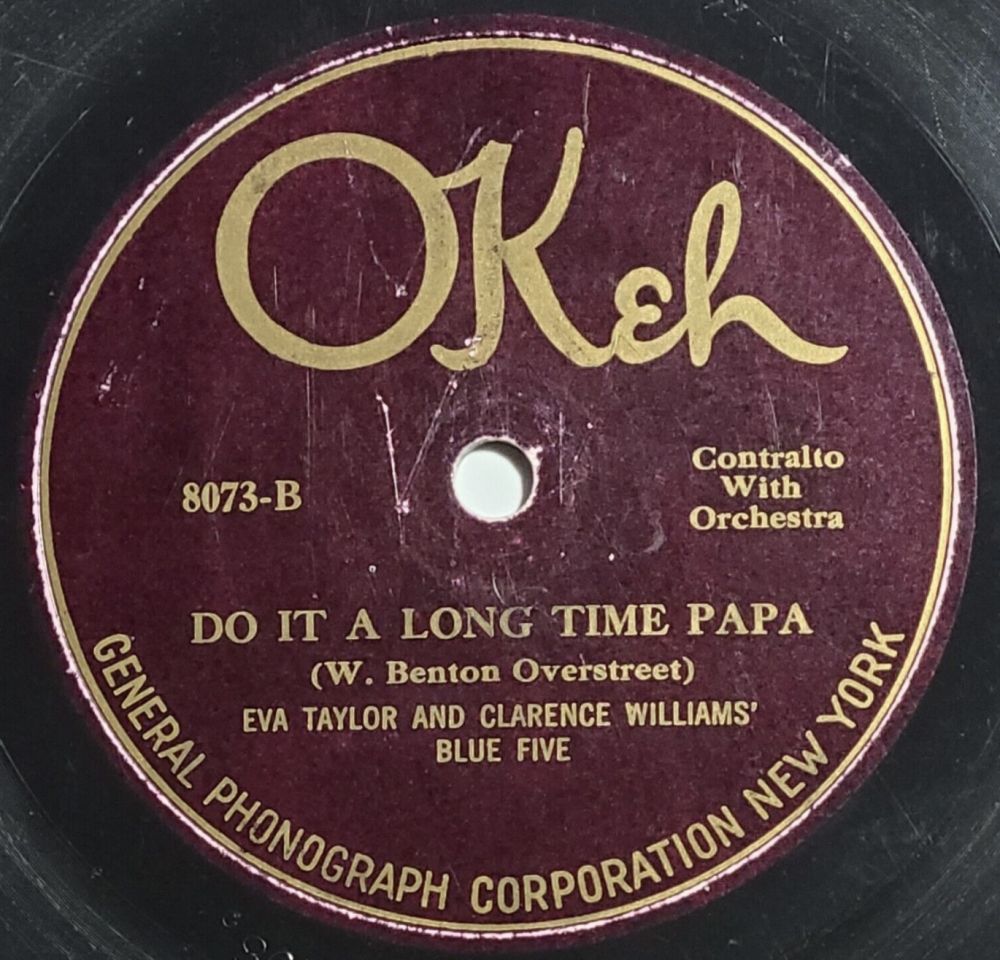 OKeh
8073-B
Contralto
With
Orchestra
DO IT A LONG TIME PAPA
(W. Benton Overstreet)
EVA TAYLOR AND CLARENCE WILLIAMS'
BLUE FIVE
GENERAL PHONOGRAPH CORPORATION NEW YORK